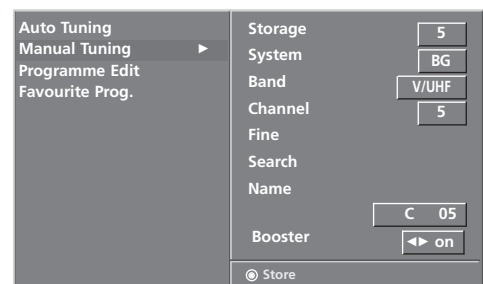 Auto Tuning
Manual Tuning ►
Programme Edit
Favourite Prog.
Storage 5
System BG
Band V/UHF
Channel 5
Fine
Search
Name
C 05
Booster ◄► on
◉ Store